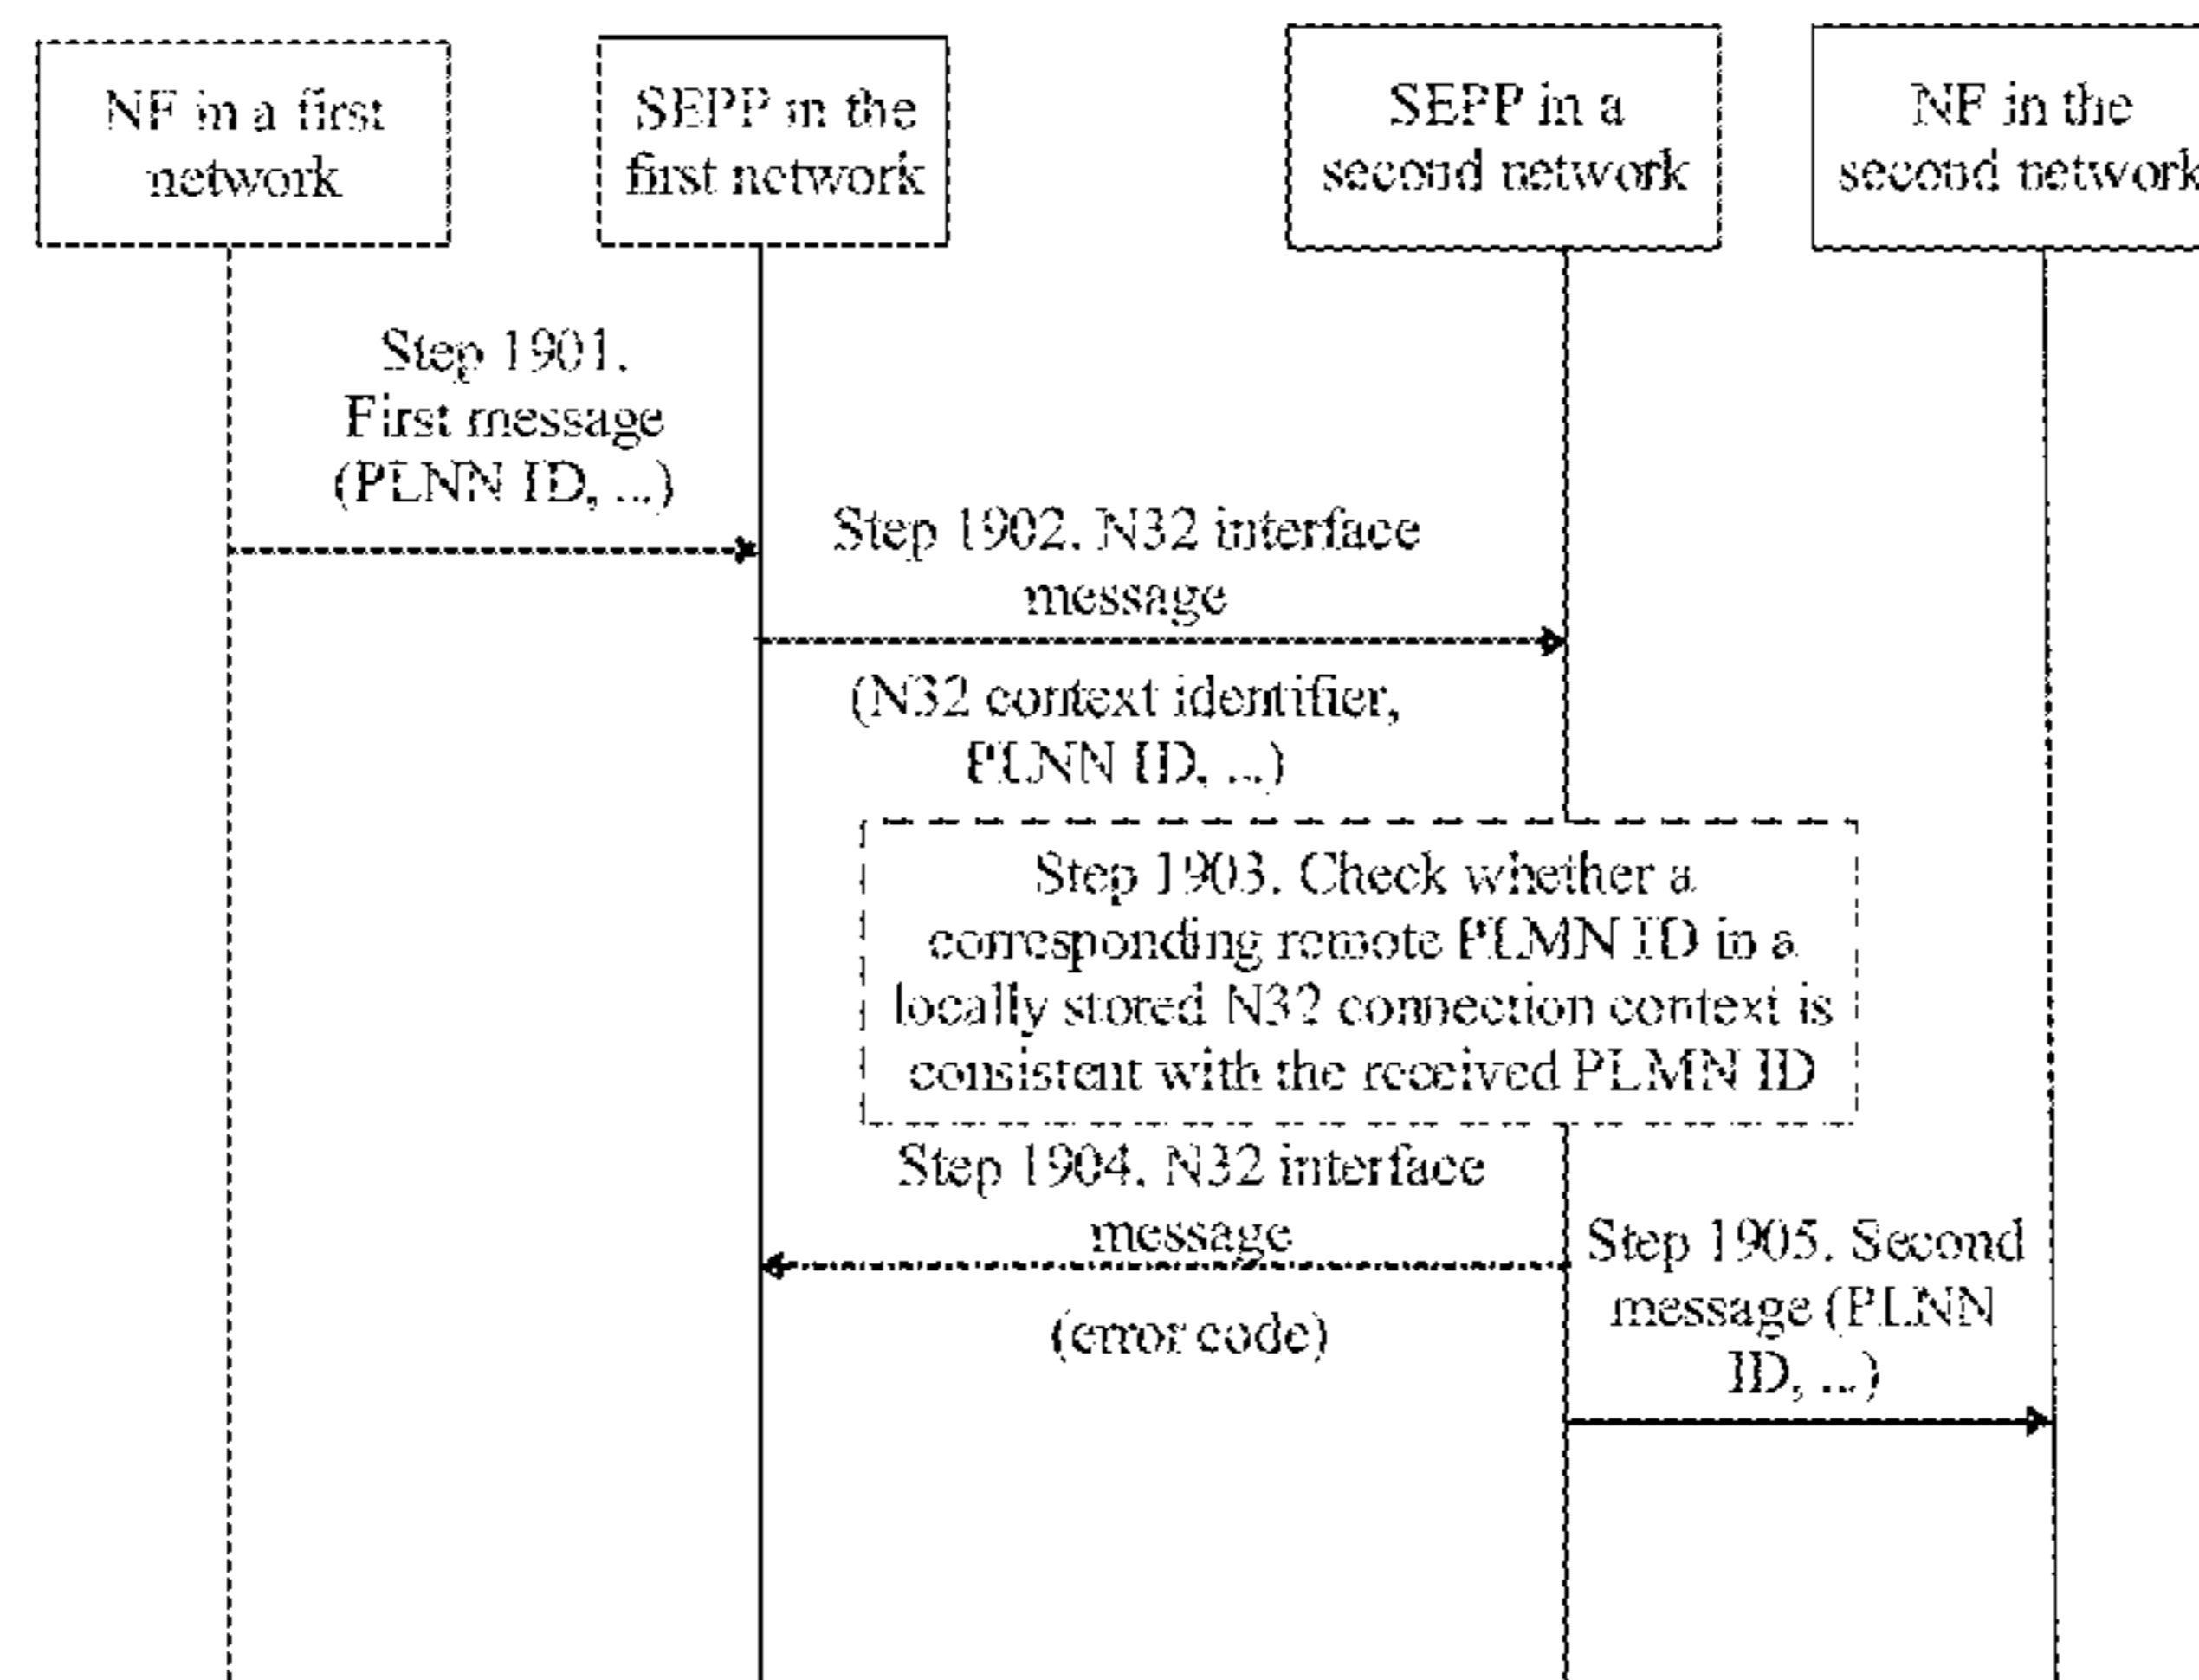 NF in a first
network
SEPP in the
first network
SEPP in a
second network
NF in the
second network
Step 1901.
First message
(PLNN ID, ...)
Step 1902. N32 interface
message
(N32 context identifier,
PLNN ID, ...)
Step 1903. Check whether a
corresponding remote PLMN ID in a
locally stored N32 connection context is
consistent with the received PLMN ID
Step 1904. N32 interface
message
(error code)
Step 1905. Second
message (PLNN
ID, ...)